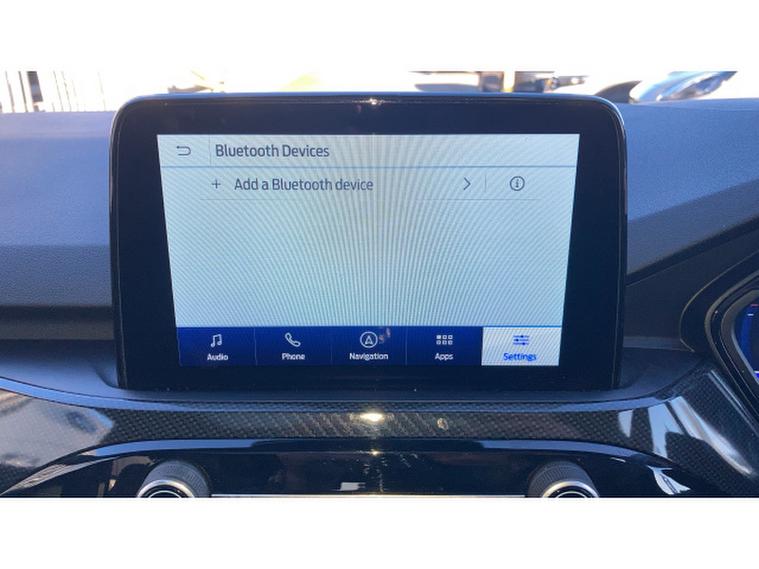 Bluetooth Devices
+ Add a Bluetooth device
Audio Phone Navigation Apps Settings